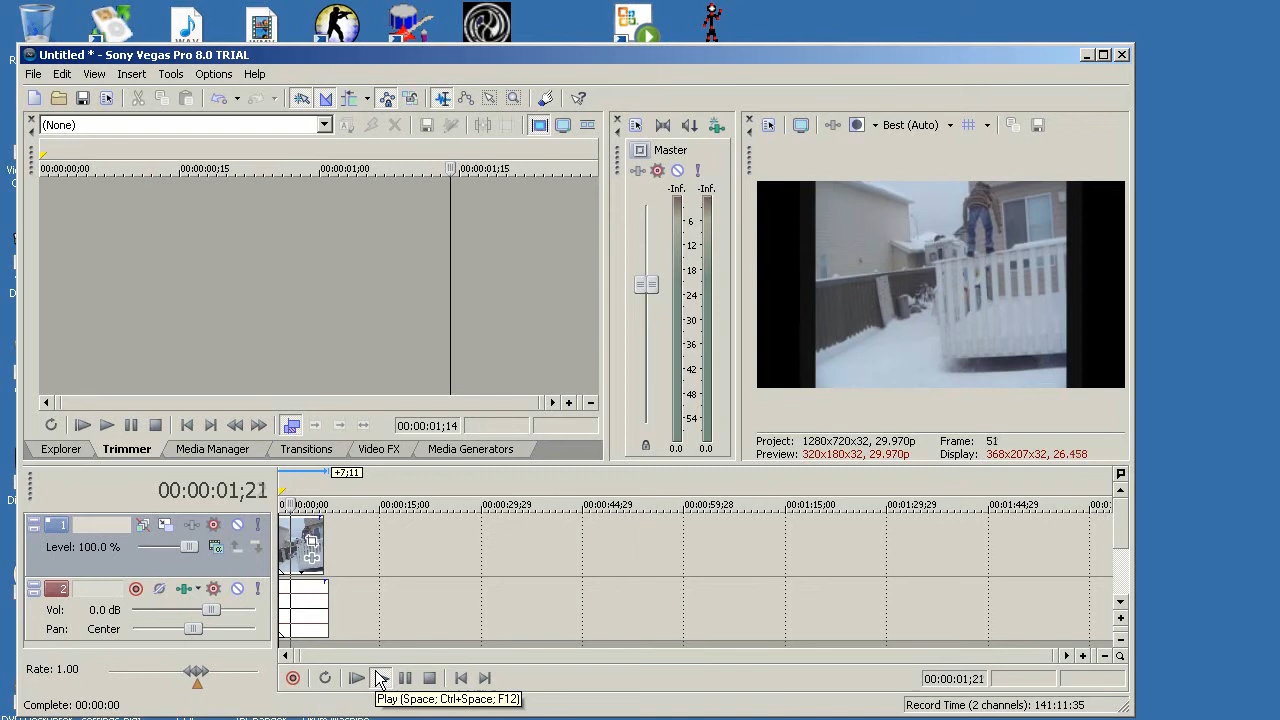 Untitled * - Sony Vegas Pro 8.0 TRIAL
File Edit View Insert Tools Options Help
(None)
Best (Auto)
Master
00:00:00;00 00:00:00;15 00:00:01;00 00:00:01;15
-Inf. -Inf.
6
12
18
24
30
36
42
48
54
0.0 0.0
00:00:01;14
Explorer Trimmer Media Manager Transitions Video FX Media Generators
Project: 1280x720x32, 29.970p Frame: 51
Preview: 320x180x32, 29.970p Display: 368x207x32, 26.458
+7;11
00:00:01;21
00:00:15;00 00:00:29;29 00:00:44;29 00:00:59;28 00:01:15;00 00:01:29;29 00:01:44;29
1
Level: 100.0 %
2
Vol: 0.0 dB
Pan: Center
Rate: 1.00
00:00:01;21
Play (Space; Ctrl+Space; F12)
Complete: 00:00:00
Record Time (2 channels): 141:11:35